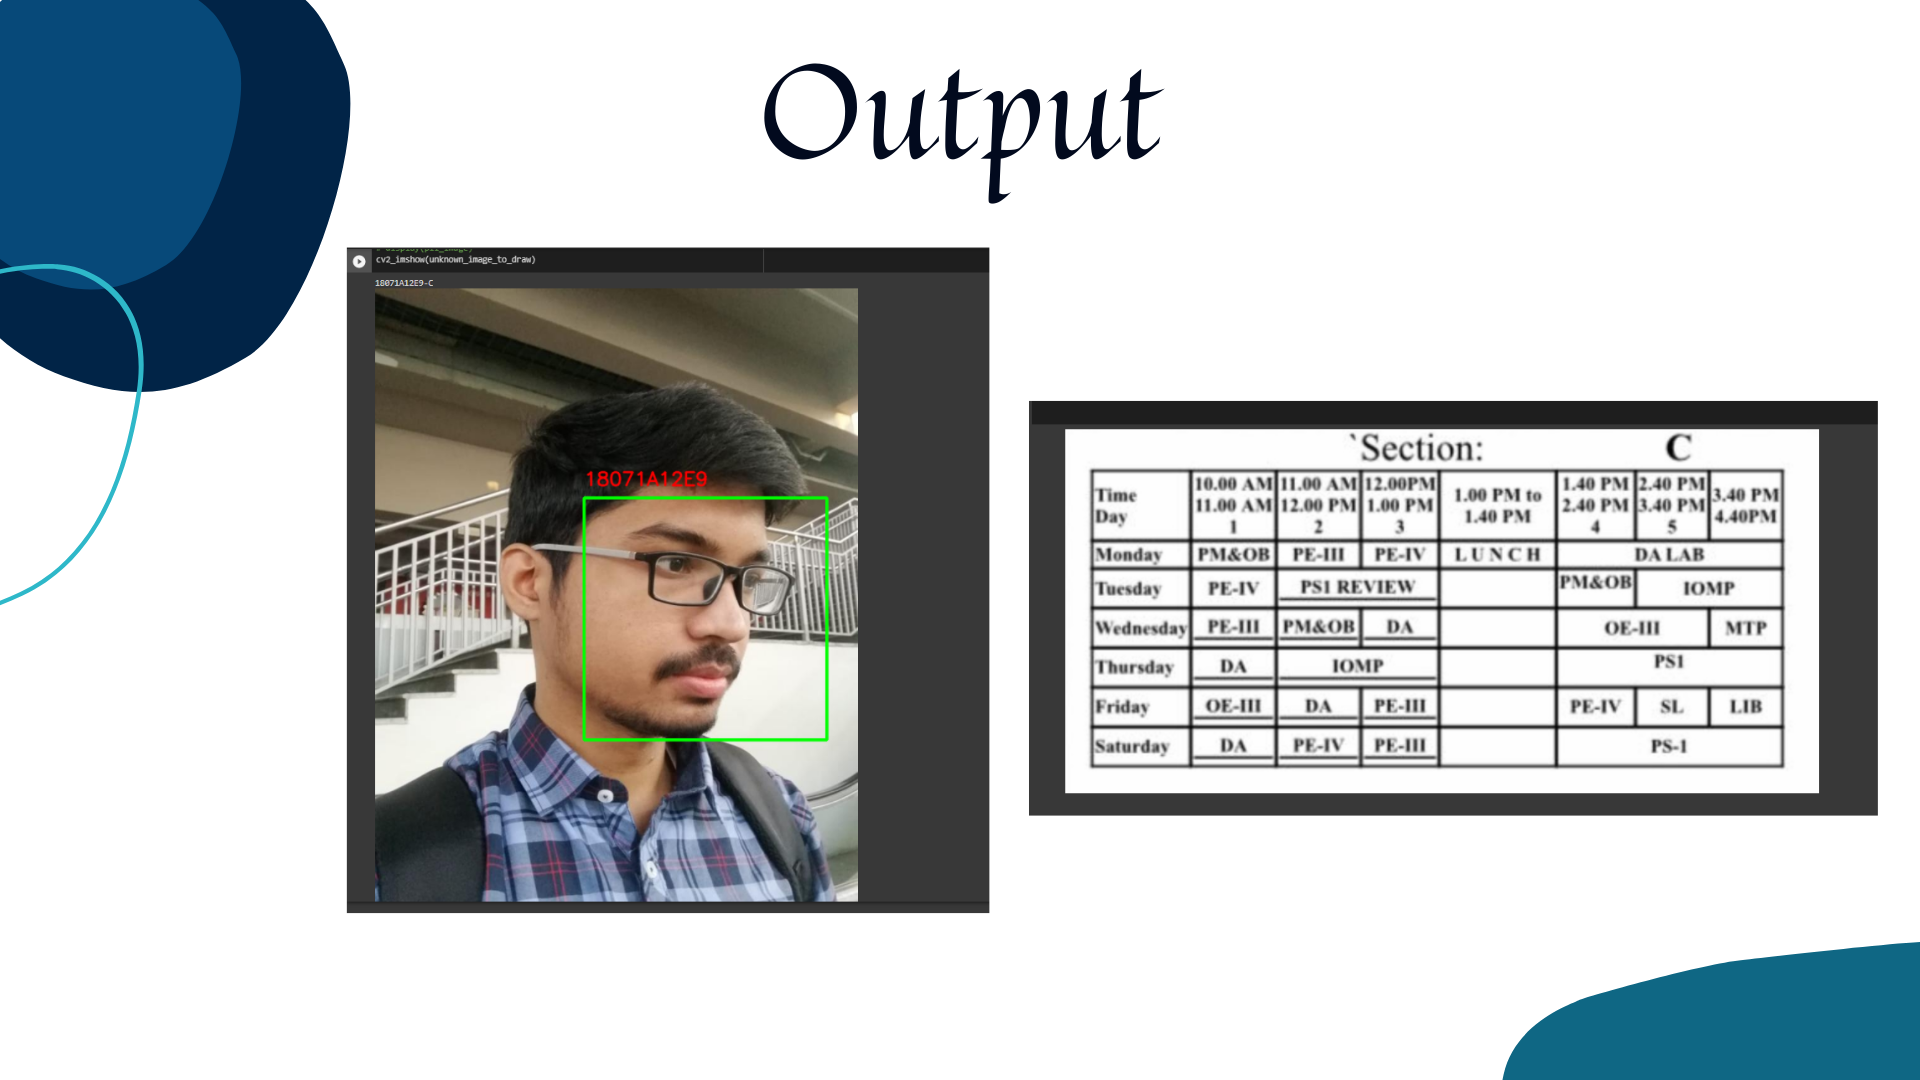 Output
cv2_imshow(unknown_image_to_draw)
18071A12E9-C
18071A12E9
`Section: C
Time Day 10.00 AM 11.00 AM 1 11.00 AM 12.00 PM 2 12.00PM 1.00 PM 3 1.00 PM to 1.40 PM 1.40 PM 2.40 PM 4 2.40 PM 3.40 PM 5 3.40 PM 4.40PM
Monday PM&OB PE-III PE-IV L U N C H DA LAB
Tuesday PE-IV PS1 REVIEW PM&OB IOMP
Wednesday PE-III PM&OB DA OE-III MTP
Thursday DA IOMP PS1
Friday OE-III DA PE-III PE-IV SL LIB
Saturday DA PE-IV PE-III PS-1